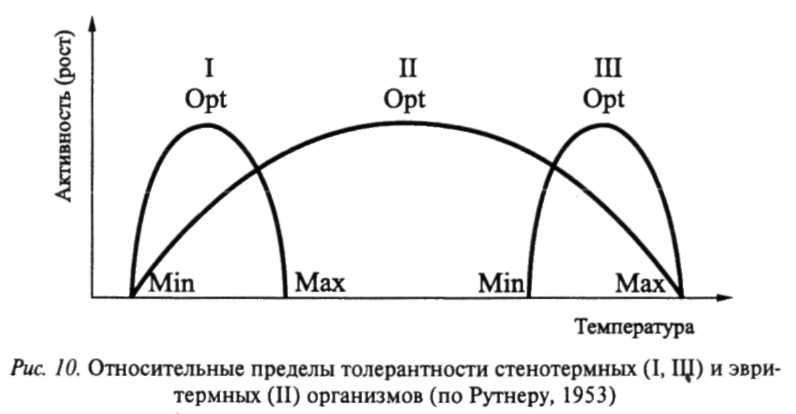 I II III
Opt Opt Opt
Активность (рост)
Min Max Min Max
Температура
Рис. 10. Относительные пределы толерантности стенотермных (I, III) и эври-
термных (II) организмов (по Рутнеру, 1953)